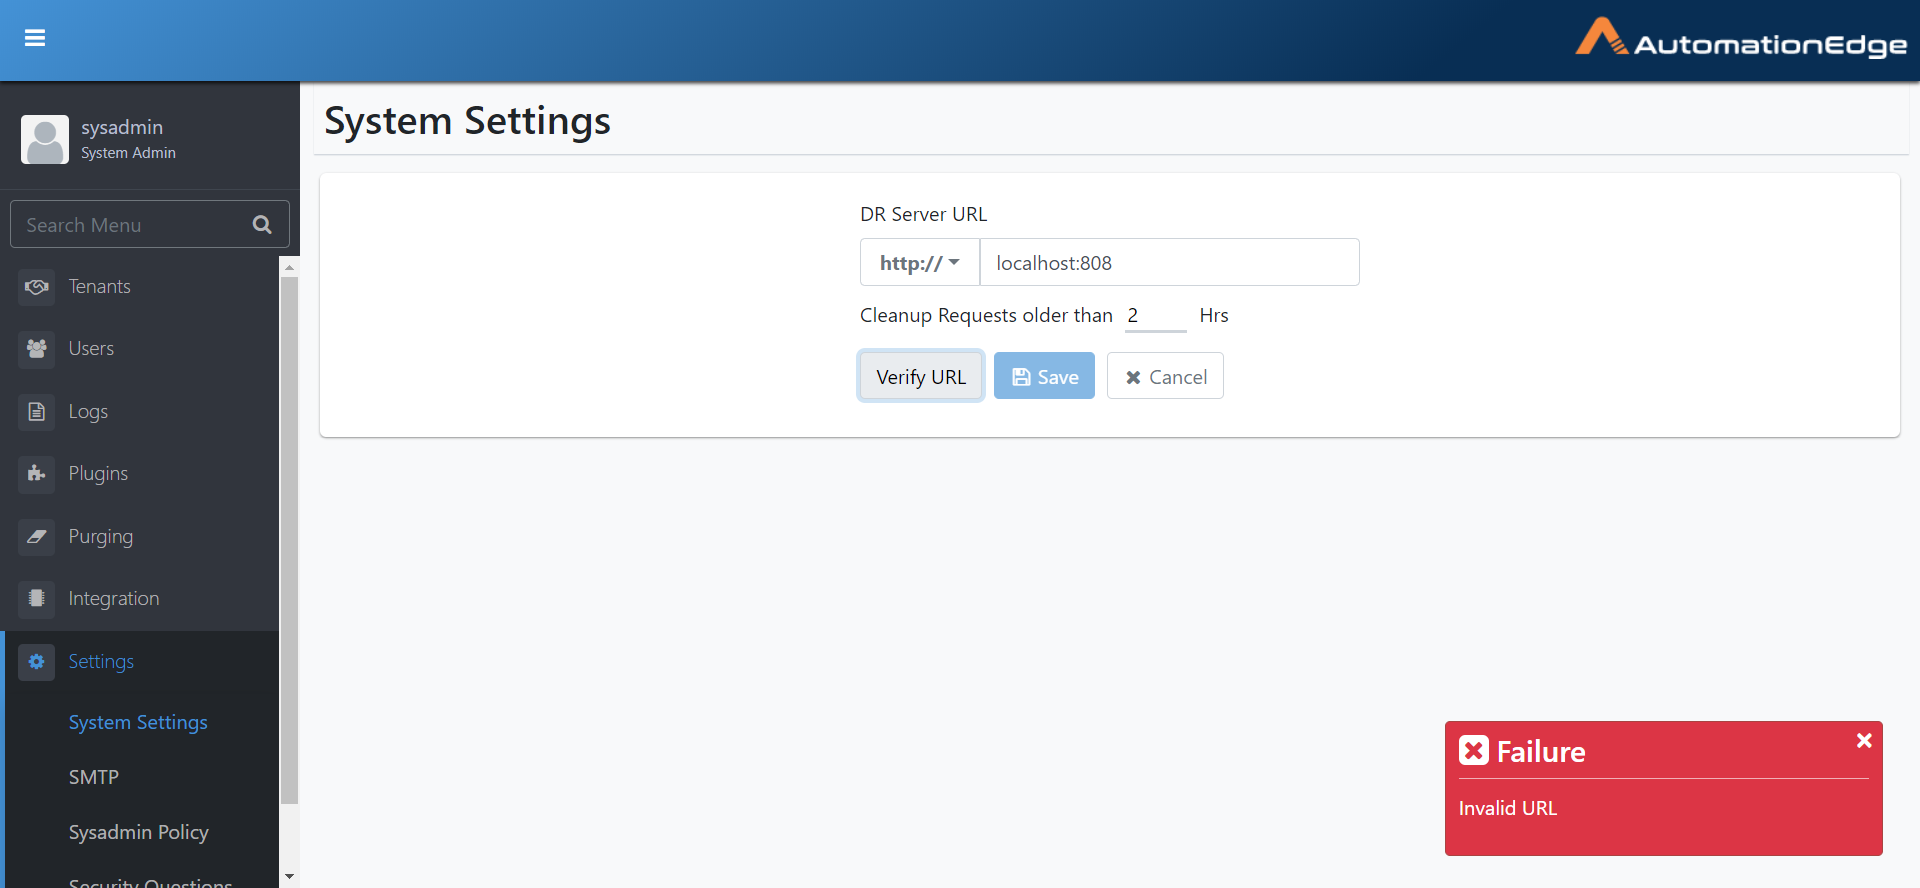 AutomationEdge
sysadmin
System Admin
Search Menu
Tenants
Users
Logs
Plugins
Purging
Integration
Settings
System Settings
SMTP
Sysadmin Policy
Security Questions
System Settings
DR Server URL
http:// localhost:808
Cleanup Requests older than 2 Hrs
Verify URL Save Cancel
Failure
Invalid URL